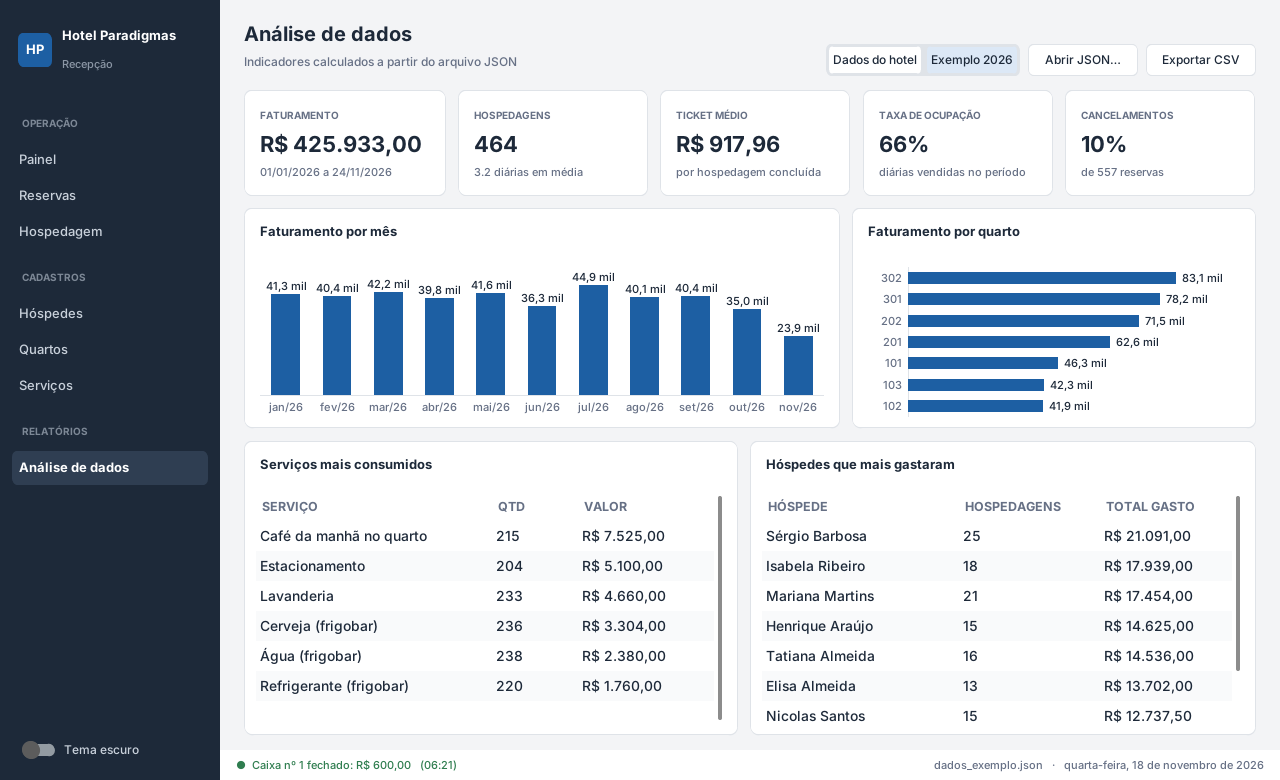 HP
Hotel Paradigmas
Recepção
OPERAÇÃO
Painel
Reservas
Hospedagem
CADASTROS
Hóspedes
Quartos
Serviços
RELATÓRIOS
Análise de dados
Tema escuro
Análise de dados
Indicadores calculados a partir do arquivo JSON
Dados do hotel Exemplo 2026 Abrir JSON... Exportar CSV
FATURAMENTO
R$ 425.933,00
01/01/2026 a 24/11/2026
HOSPEDAGENS
464
3.2 diárias em média
TICKET MÉDIO
R$ 917,96
por hospedagem concluída
TAXA DE OCUPAÇÃO
66%
diárias vendidas no período
CANCELAMENTOS
10%
de 557 reservas
Faturamento por mês
41,3 mil 40,4 mil 42,2 mil 39,8 mil 41,6 mil 36,3 mil 44,9 mil 40,1 mil 40,4 mil 35,0 mil 23,9 mil
jan/26 fev/26 mar/26 abr/26 mai/26 jun/26 jul/26 ago/26 set/26 out/26 nov/26
Faturamento por quarto
302 83,1 mil
301 78,2 mil
202 71,5 mil
201 62,6 mil
101 46,3 mil
103 42,3 mil
102 41,9 mil
Serviços mais consumidos
SERVIÇO QTD VALOR
Café da manhã no quarto 215 R$ 7.525,00
Estacionamento 204 R$ 5.100,00
Lavanderia 233 R$ 4.660,00
Cerveja (frigobar) 236 R$ 3.304,00
Água (frigobar) 238 R$ 2.380,00
Refrigerante (frigobar) 220 R$ 1.760,00
Hóspedes que mais gastaram
HÓSPEDE HOSPEDAGENS TOTAL GASTO
Sérgio Barbosa 25 R$ 21.091,00
Isabela Ribeiro 18 R$ 17.939,00
Mariana Martins 21 R$ 17.454,00
Henrique Araújo 15 R$ 14.625,00
Tatiana Almeida 16 R$ 14.536,00
Elisa Almeida 13 R$ 13.702,00
Nicolas Santos 15 R$ 12.737,50
Caixa nº 1 fechado: R$ 600,00 (06:21)
dados_exemplo.json · quarta-feira, 18 de novembro de 2026